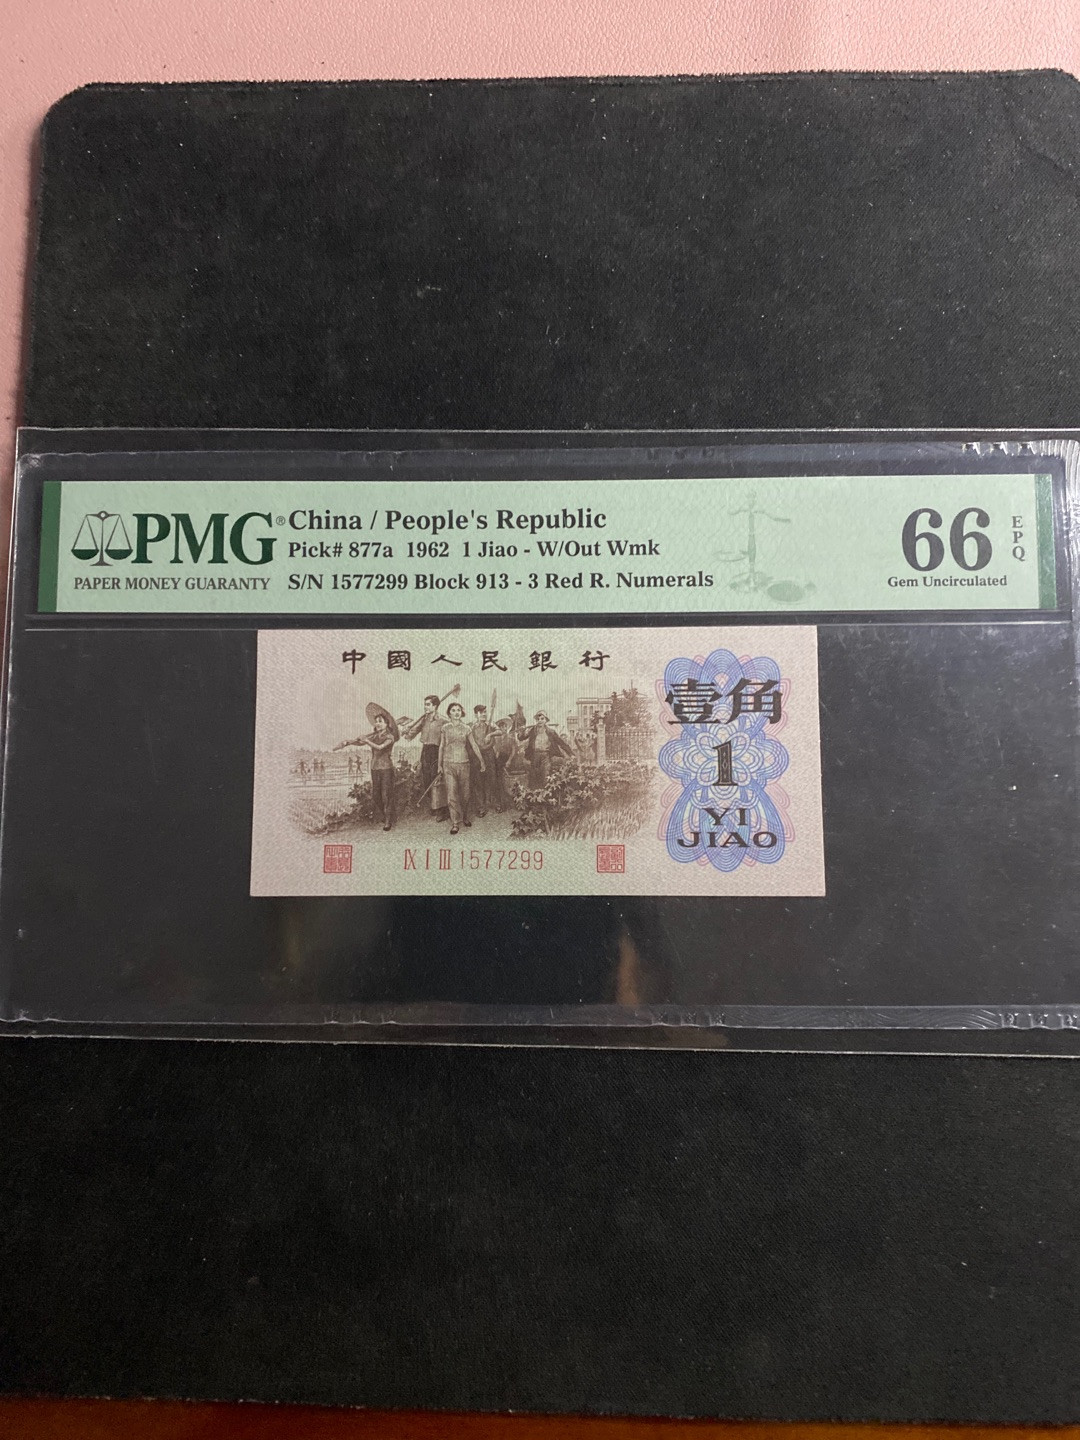 PMG®
PAPER MONEY GUARANTY
China / People's Republic
Pick# 877a 1962 1 Jiao - W/Out Wmk
S/N 1577299 Block 913 - 3 Red R. Numerals
66
EPQ
Gem Uncirculated
中國人民銀行
壹角
1
YI
JIAO
IX I III 1577299